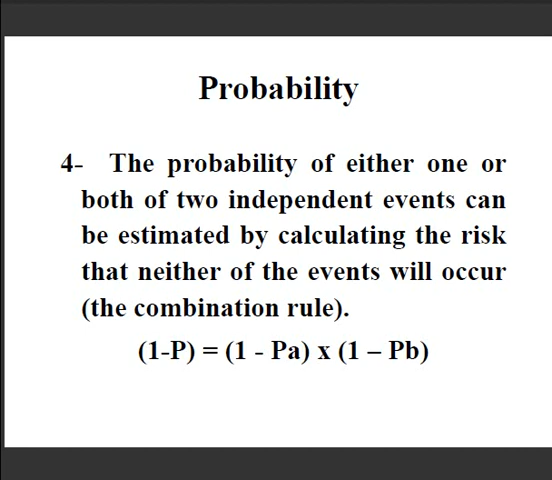 Probability
4- The probability of either one or
both of two independent events can
be estimated by calculating the risk
that neither of the events will occur
(the combination rule).
(1-P) = (1 - Pa) x (1 – Pb)